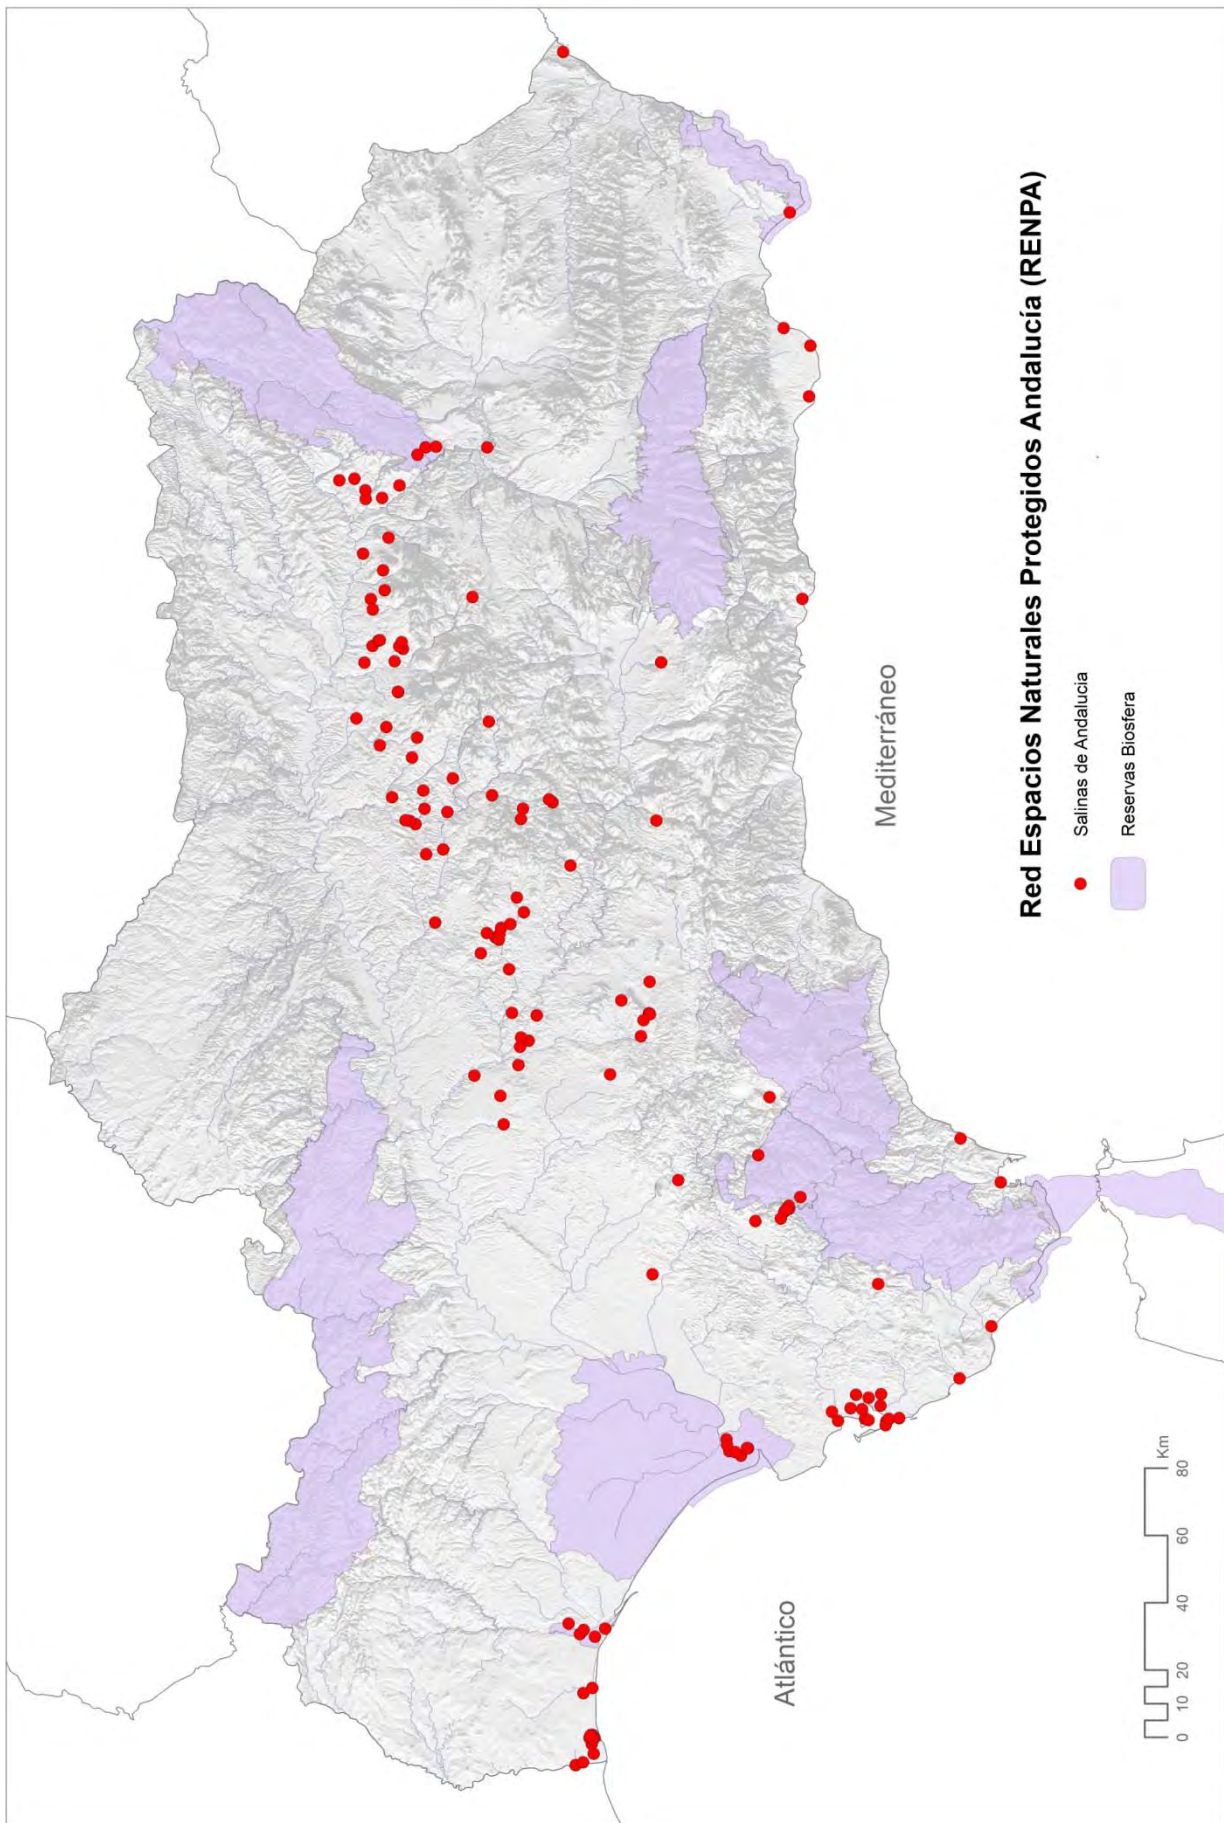 Mediterráneo
Atlántico
Red Espacios Naturales Protegidos Andalucía (RENPA)
Salinas de Andalucia
Reservas Biosfera
0 10 20 40 60 80
Km